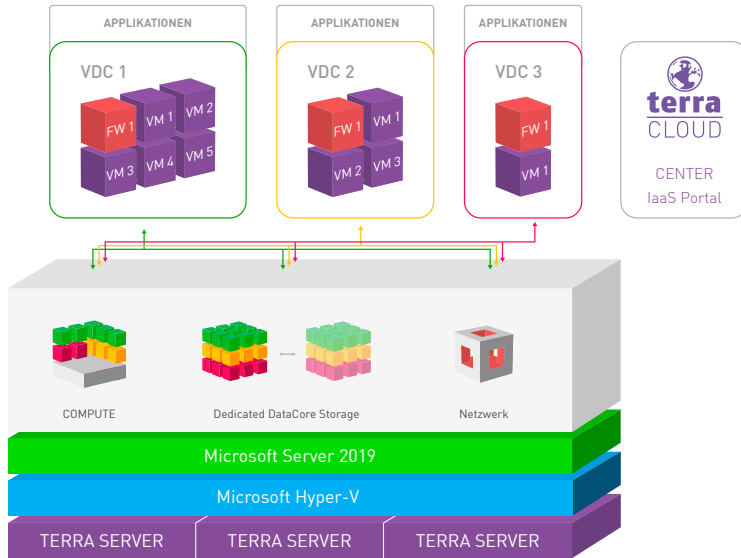 APPLIKATIONEN
APPLIKATIONEN
APPLIKATIONEN
VDC 1
FW 1
VM 1
VM 2
VM 3
VM 4
VM 5
VDC 2
FW 1
VM 1
VM 2
VM 3
VDC 3
FW 1
VM 1
terra
CLOUD
CENTER
IaaS Portal
COMPUTE
Dedicated DataCore Storage
Netzwerk
Microsoft Server 2019
Microsoft Hyper-V
TERRA SERVER
TERRA SERVER
TERRA SERVER